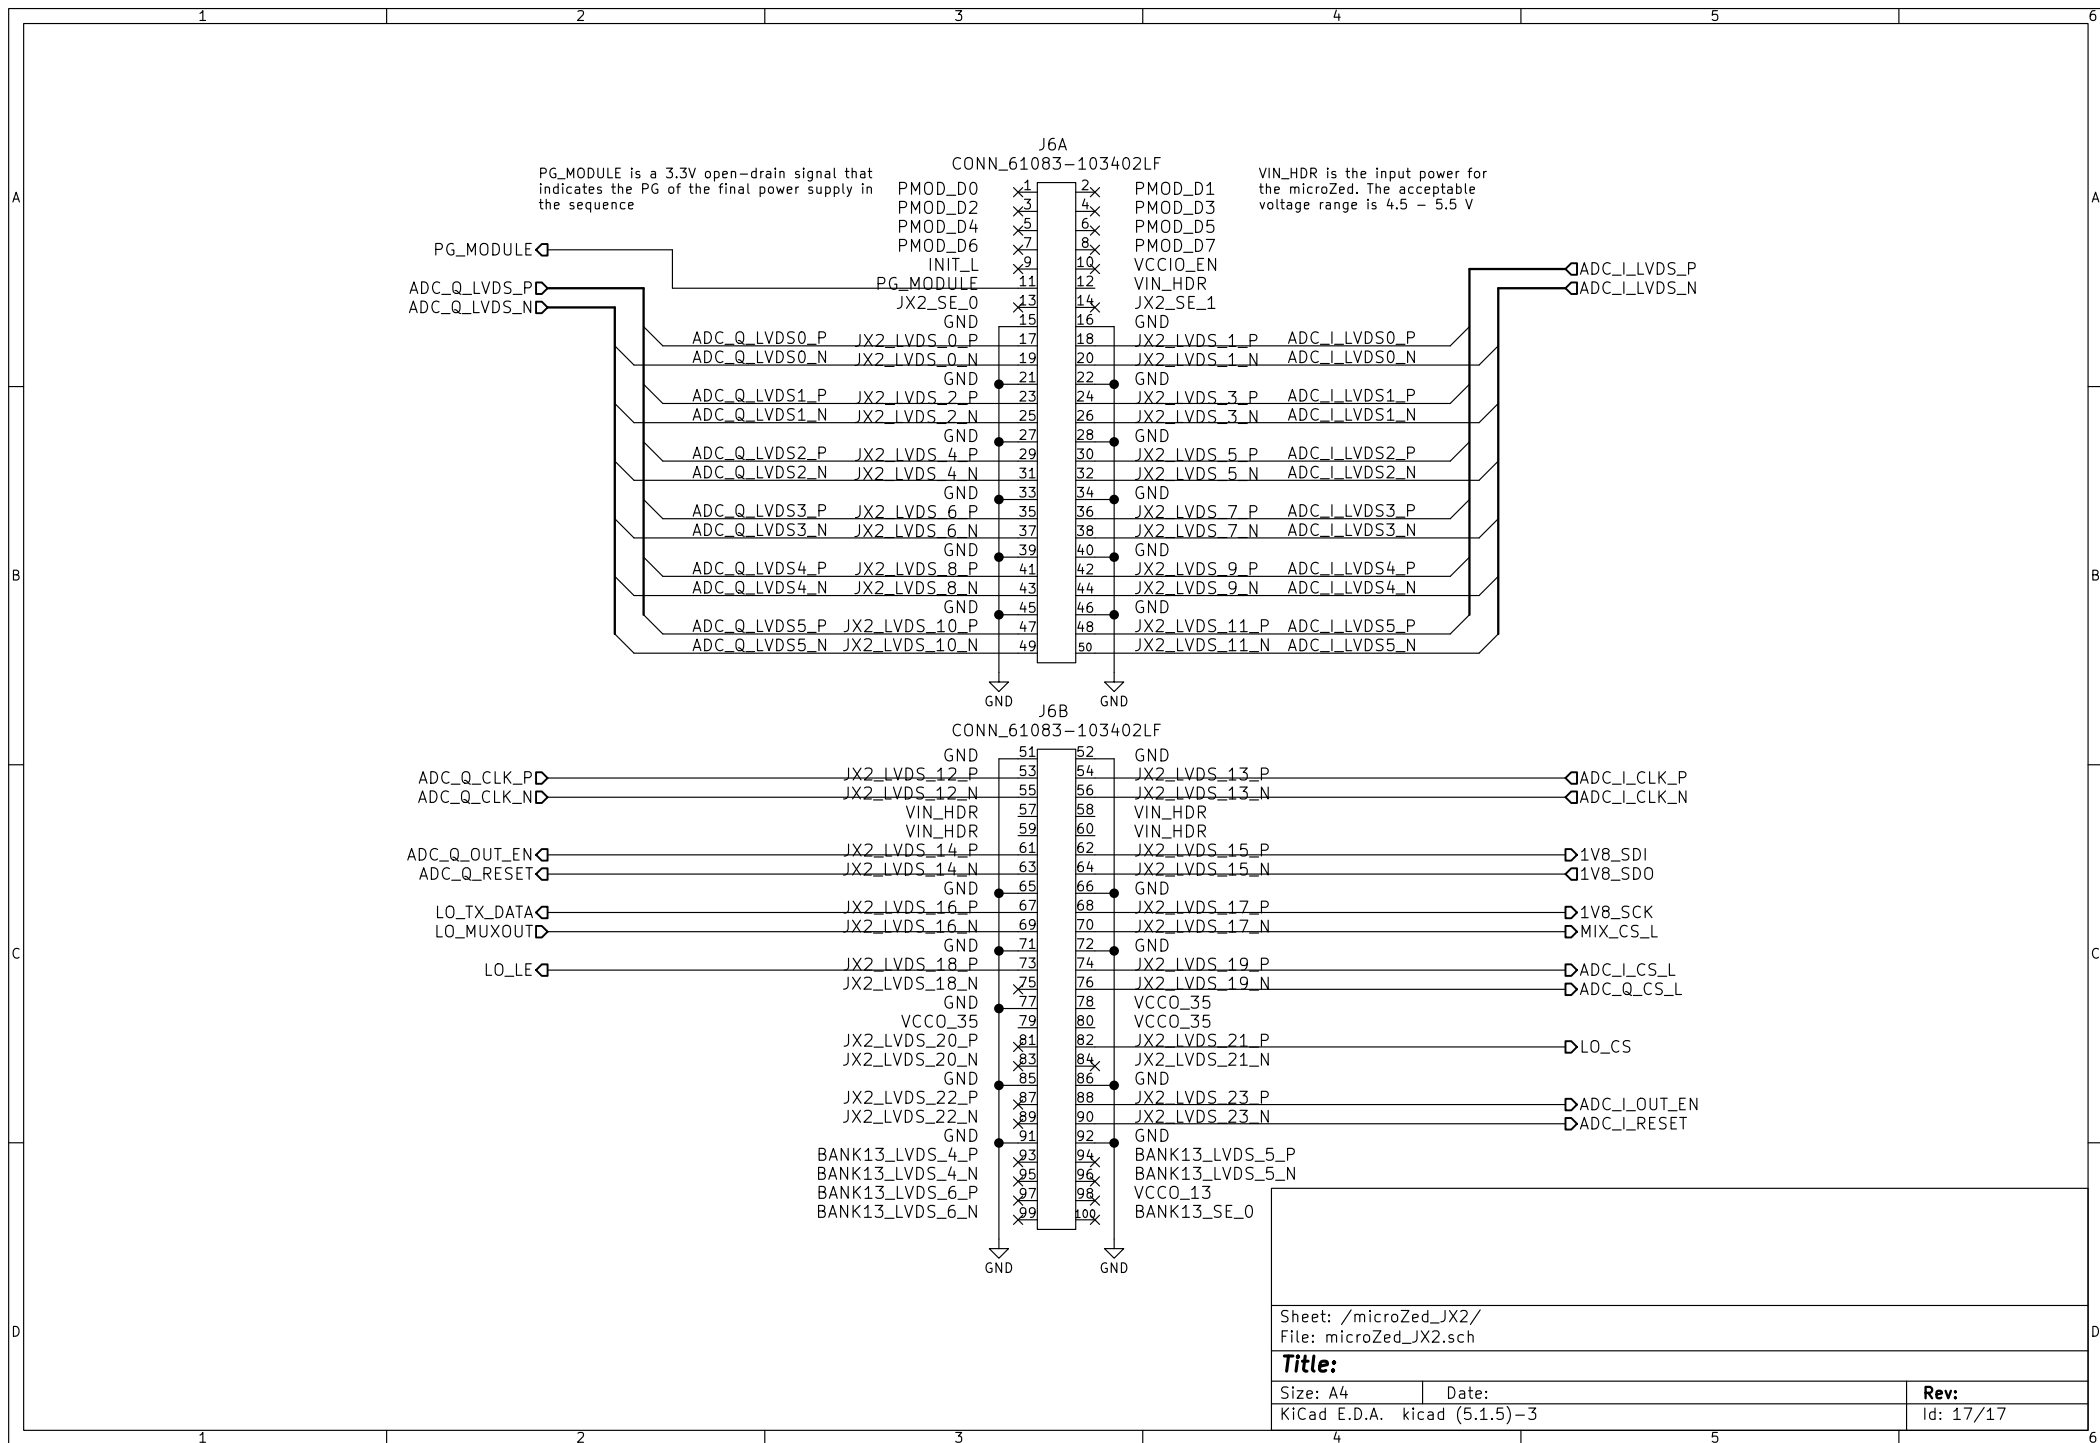 1 2 3 4 5 6
A A
B B
C C
D D
J6A
CONN_61083-103402LF
PG_MODULE is a 3.3V open-drain signal that
indicates the PG of the final power supply in
the sequence
VIN_HDR is the input power for
the microZed. The acceptable
voltage range is 4.5 - 5.5 V
PMOD_D0 1 2 PMOD_D1
PMOD_D2 3 4 PMOD_D3
PMOD_D4 5 6 PMOD_D5
PG_MODULE PMOD_D6 7 8 PMOD_D7
INIT_L 9 10 VCCIO_EN ADC_I_LVDS_P
ADC_Q_LVDS_P PG_MODULE 11 12 VIN_HDR ADC_I_LVDS_N
ADC_Q_LVDS_N JX2_SE_0 13 14 JX2_SE_1
GND 15 16 GND
ADC_Q_LVDS0_P JX2_LVDS_0_P 17 18 JX2_LVDS_1_P ADC_I_LVDS0_P
ADC_Q_LVDS0_N JX2_LVDS_0_N 19 20 JX2_LVDS_1_N ADC_I_LVDS0_N
GND 21 22 GND
ADC_Q_LVDS1_P JX2_LVDS_2_P 23 24 JX2_LVDS_3_P ADC_I_LVDS1_P
ADC_Q_LVDS1_N JX2_LVDS_2_N 25 26 JX2_LVDS_3_N ADC_I_LVDS1_N
GND 27 28 GND
ADC_Q_LVDS2_P JX2_LVDS_4_P 29 30 JX2_LVDS_5_P ADC_I_LVDS2_P
ADC_Q_LVDS2_N JX2_LVDS_4_N 31 32 JX2_LVDS_5_N ADC_I_LVDS2_N
GND 33 34 GND
ADC_Q_LVDS3_P JX2_LVDS_6_P 35 36 JX2_LVDS_7_P ADC_I_LVDS3_P
ADC_Q_LVDS3_N JX2_LVDS_6_N 37 38 JX2_LVDS_7_N ADC_I_LVDS3_N
GND 39 40 GND
ADC_Q_LVDS4_P JX2_LVDS_8_P 41 42 JX2_LVDS_9_P ADC_I_LVDS4_P
ADC_Q_LVDS4_N JX2_LVDS_8_N 43 44 JX2_LVDS_9_N ADC_I_LVDS4_N
GND 45 46 GND
ADC_Q_LVDS5_P JX2_LVDS_10_P 47 48 JX2_LVDS_11_P ADC_I_LVDS5_P
ADC_Q_LVDS5_N JX2_LVDS_10_N 49 50 JX2_LVDS_11_N ADC_I_LVDS5_N
GND GND
J6B
CONN_61083-103402LF
GND 51 52 GND
ADC_Q_CLK_P JX2_LVDS_12_P 53 54 JX2_LVDS_13_P ADC_I_CLK_P
ADC_Q_CLK_N JX2_LVDS_12_N 55 56 JX2_LVDS_13_N ADC_I_CLK_N
VIN_HDR 57 58 VIN_HDR
VIN_HDR 59 60 VIN_HDR
ADC_Q_OUT_EN JX2_LVDS_14_P 61 62 JX2_LVDS_15_P 1V8_SDI
ADC_Q_RESET JX2_LVDS_14_N 63 64 JX2_LVDS_15_N 1V8_SDO
GND 65 66 GND
LO_TX_DATA JX2_LVDS_16_P 67 68 JX2_LVDS_17_P 1V8_SCK
LO_MUXOUT JX2_LVDS_16_N 69 70 JX2_LVDS_17_N MIX_CS_L
GND 71 72 GND
LO_LE JX2_LVDS_18_P 73 74 JX2_LVDS_19_P ADC_I_CS_L
JX2_LVDS_18_N 75 76 JX2_LVDS_19_N ADC_Q_CS_L
GND 77 78 VCCO_35
VCCO_35 79 80 VCCO_35
JX2_LVDS_20_P 81 82 JX2_LVDS_21_P LO_CS
JX2_LVDS_20_N 83 84 JX2_LVDS_21_N
GND 85 86 GND
JX2_LVDS_22_P 87 88 JX2_LVDS_23_P ADC_I_OUT_EN
JX2_LVDS_22_N 89 90 JX2_LVDS_23_N ADC_I_RESET
GND 91 92 GND
BANK13_LVDS_4_P 93 94 BANK13_LVDS_5_P
BANK13_LVDS_4_N 95 96 BANK13_LVDS_5_N
BANK13_LVDS_6_P 97 98 VCCO_13
BANK13_LVDS_6_N 99 100 BANK13_SE_0
GND GND
Sheet: /microZed_JX2/
File: microZed_JX2.sch
Title:
Size: A4 Date: Rev:
KiCad E.D.A. kicad (5.1.5)-3 Id: 17/17
1 2 3 4 5 6